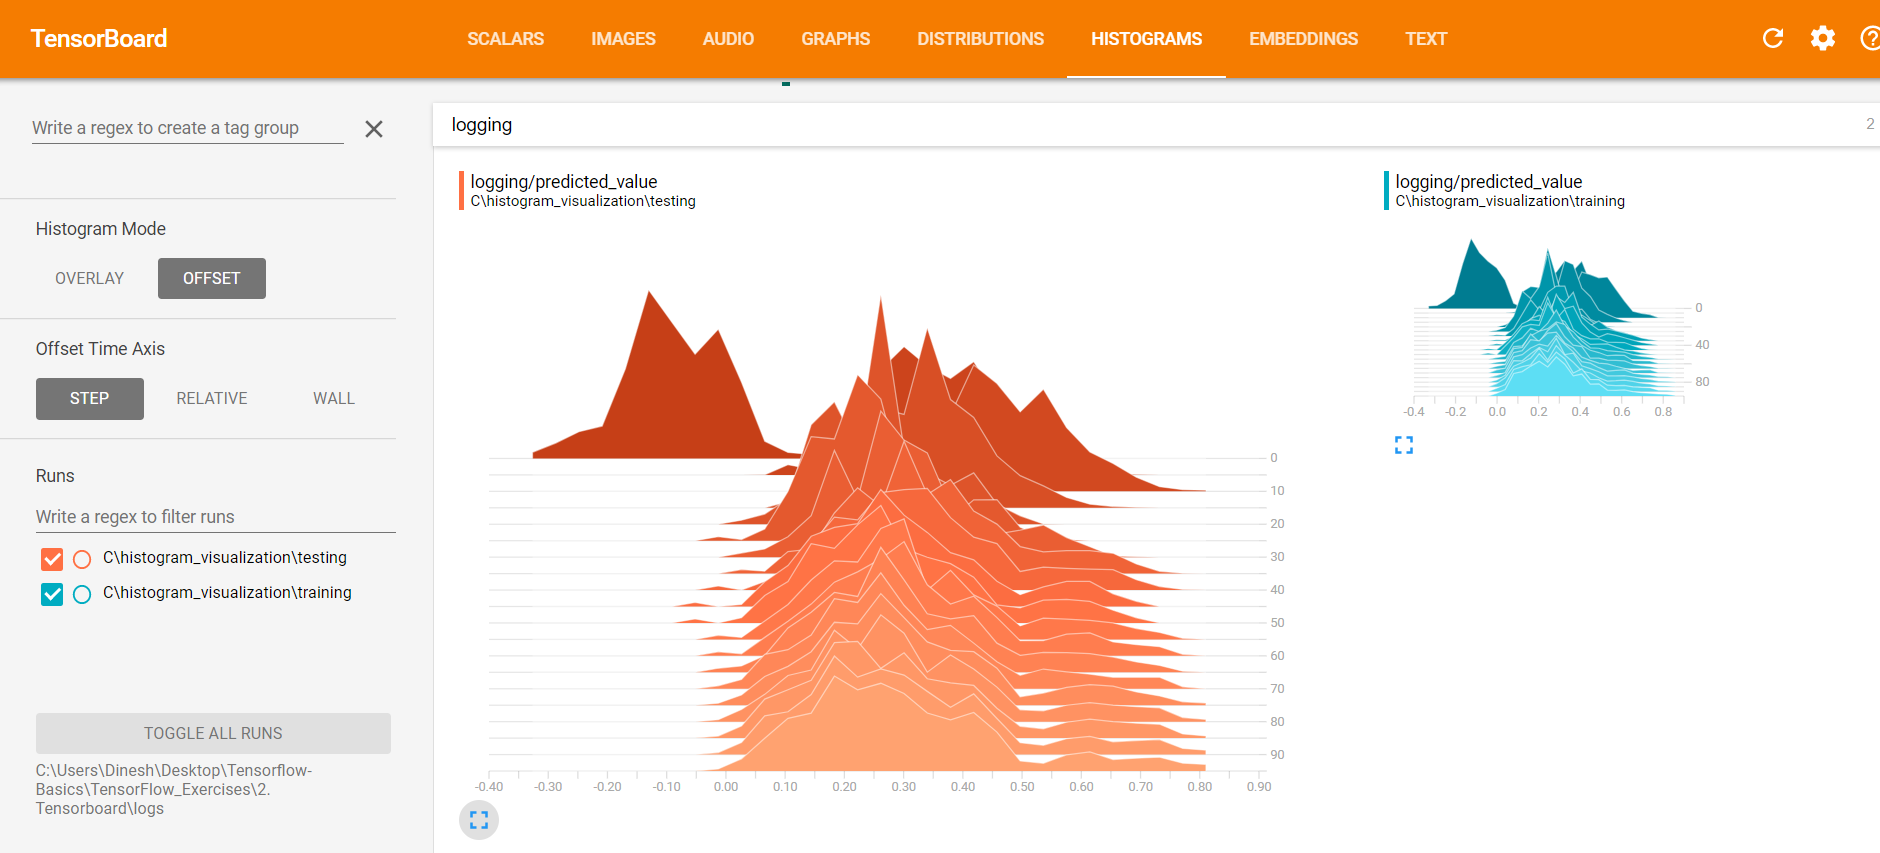 TensorBoard
SCALARS IMAGES AUDIO GRAPHS DISTRIBUTIONS HISTOGRAMS EMBEDDINGS TEXT
Write a regex to create a tag group
Histogram Mode
OVERLAY OFFSET
Offset Time Axis
STEP RELATIVE WALL
Runs
Write a regex to filter runs
C\histogram_visualization\testing
C\histogram_visualization\training
TOGGLE ALL RUNS
C:\Users\Dinesh\Desktop\Tensorflow-
Basics\TensorFlow_Exercises\2.
Tensorboard\logs
logging 2
logging/predicted_value
C\histogram_visualization\testing
0
10
20
30
40
50
60
70
80
90
-0.40 -0.30 -0.20 -0.10 0.00 0.10 0.20 0.30 0.40 0.50 0.60 0.70 0.80 0.90
logging/predicted_value
C\histogram_visualization\training
0
40
80
-0.4 -0.2 0.0 0.2 0.4 0.6 0.8